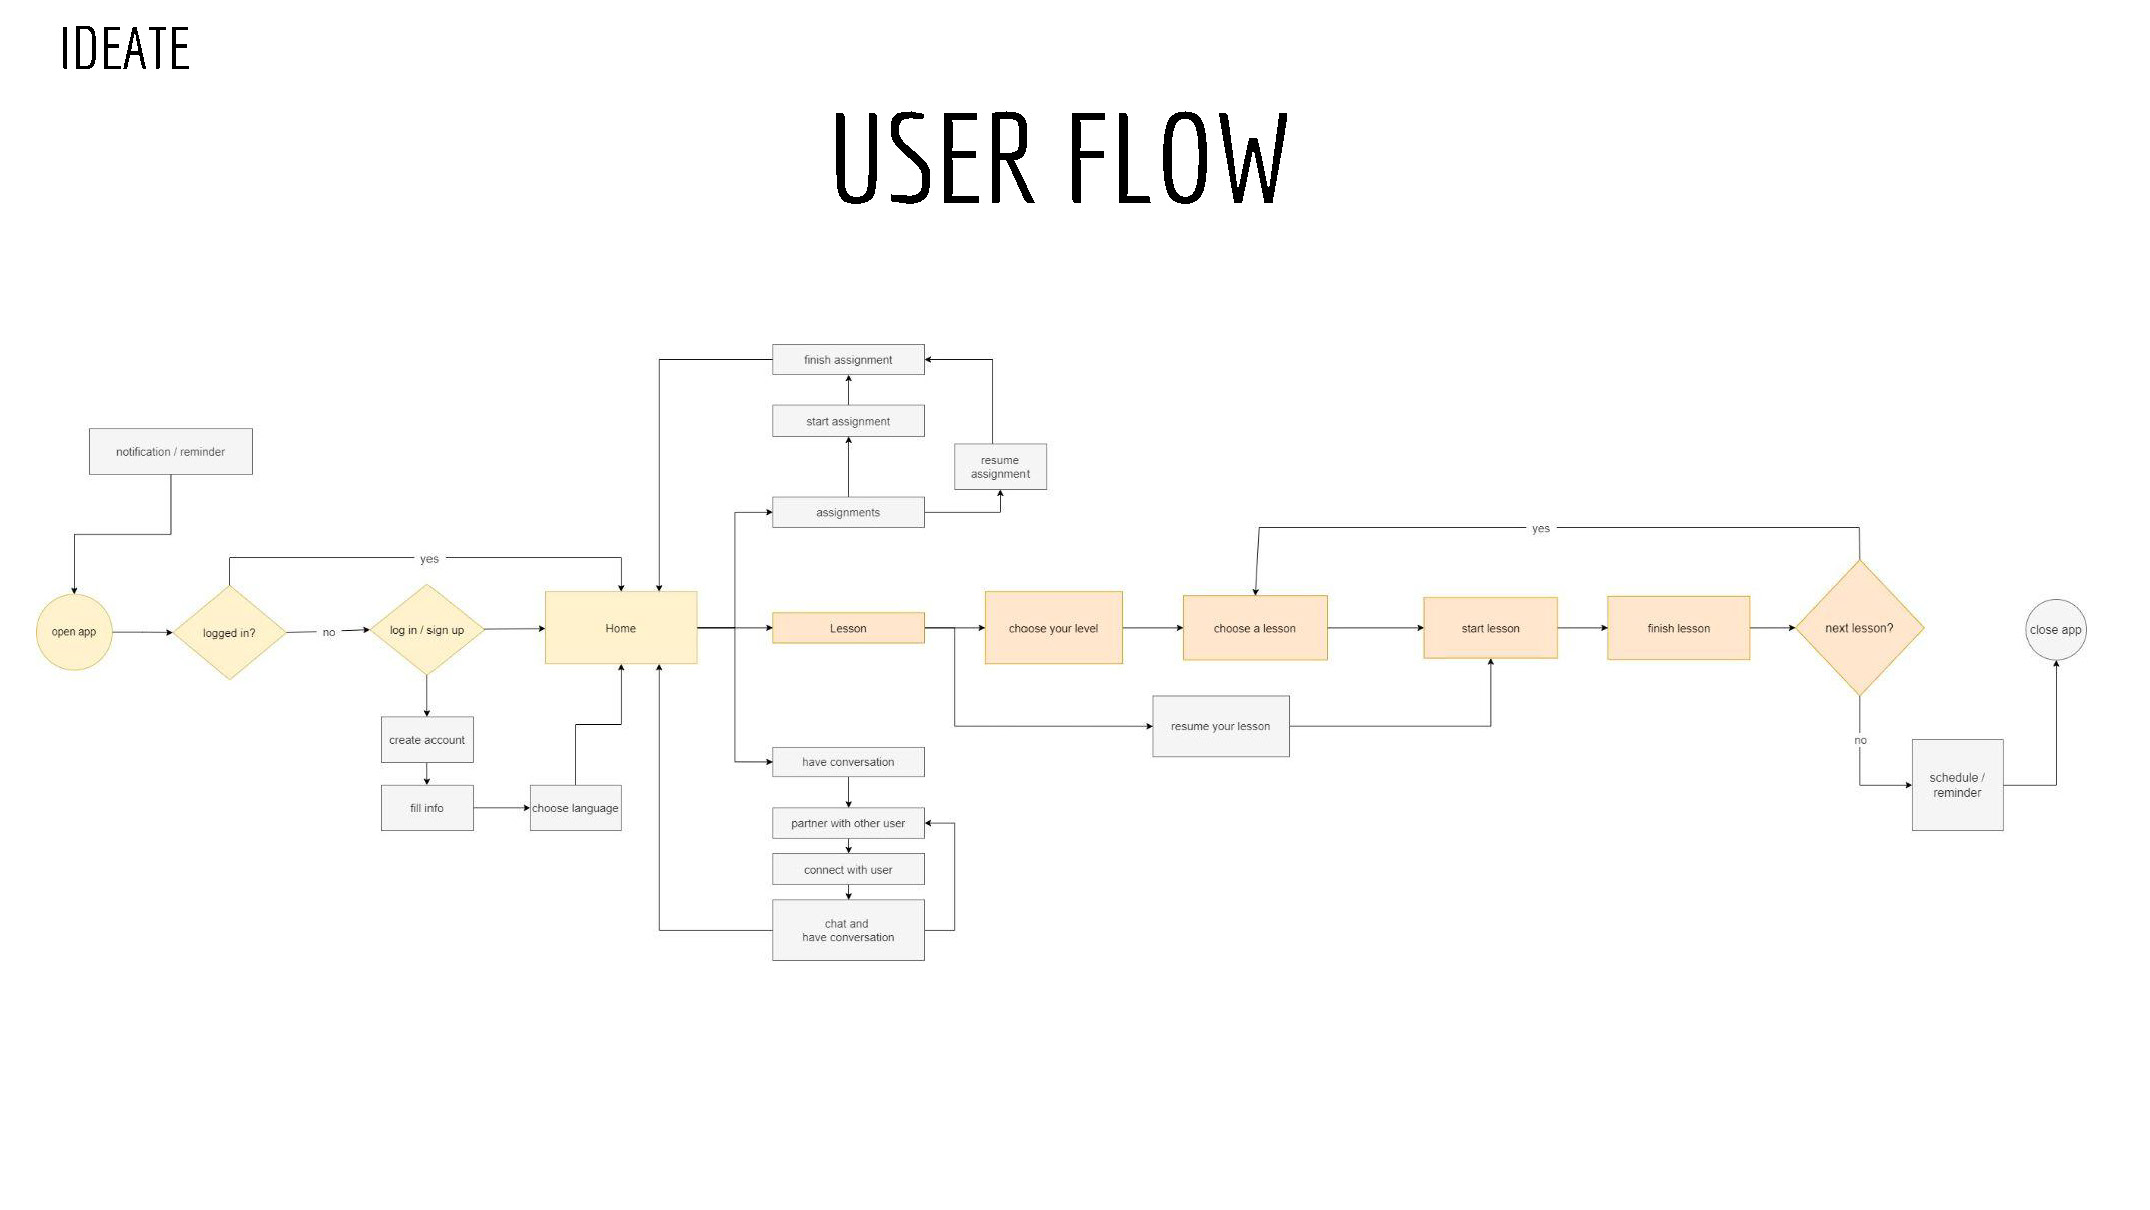 IDEATE
USER FLOW
notification / reminder
open app
logged in?
yes
no
log in / sign up
create account
fill info
choose language
Home
finish assignment
start assignment
resume
assignment
assignments
Lesson
choose your level
choose a lesson
start lesson
finish lesson
next lesson?
yes
no
resume your lesson
schedule /
reminder
close app
have conversation
partner with other user
connect with user
chat and
have conversation